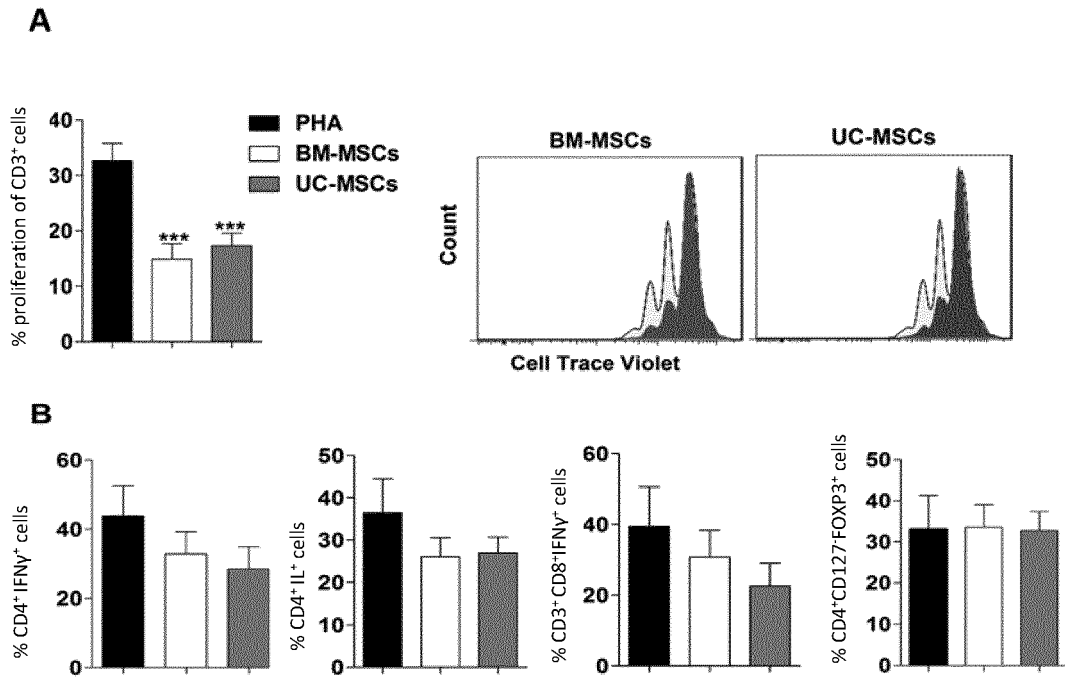 A
% proliferation of CD3⁺ cells
40
30
20
10
0
***
***
PHA
BM-MSCs
UC-MSCs
BM-MSCs
UC-MSCs
Count
Cell Trace Violet
B
% CD4⁺ IFNγ⁺ cells
60
40
20
0
% CD4⁺ IL⁺ cells
50
40
30
20
10
0
% CD3⁺ CD8⁺IFNγ⁺ cells
60
40
20
0
% CD4⁺CD127⁻FOXP3⁺ cells
50
40
30
20
10
0